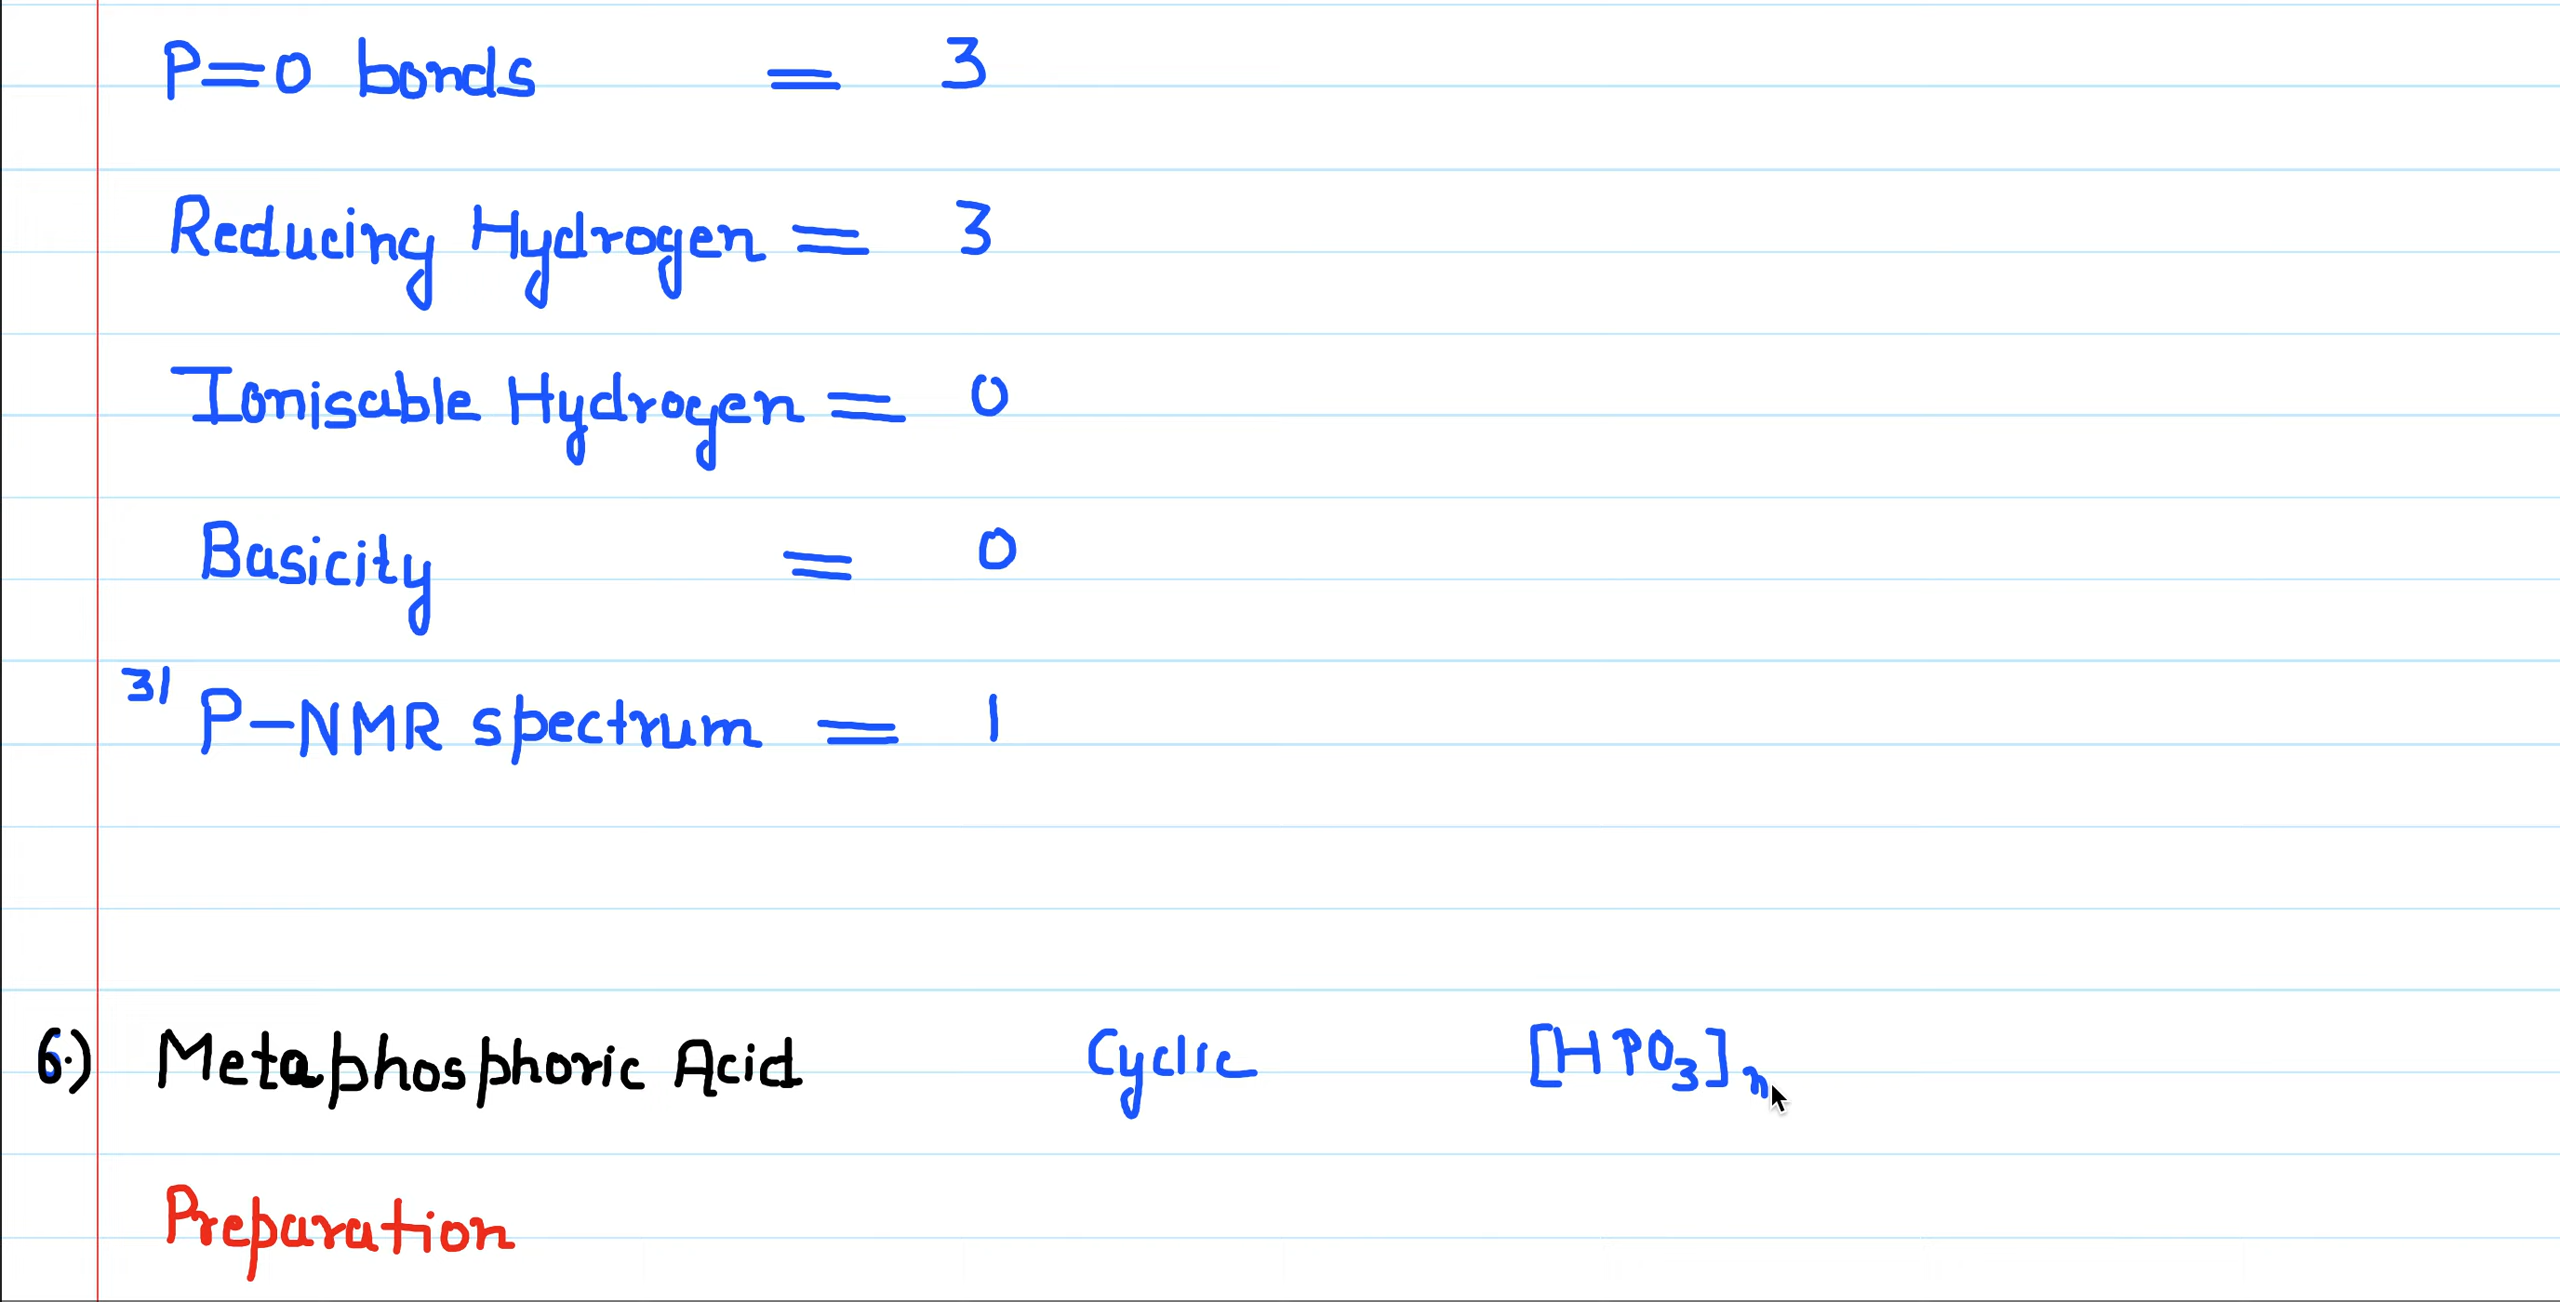 P=O bonds = 3
Reducing Hydrogen = 3
Ionisable Hydrogen = 0
Basicity = 0
³¹P-NMR spectrum = 1
6.) Metaphosphoric Acid Cyclic [HPO₃]ₙ
Preparation